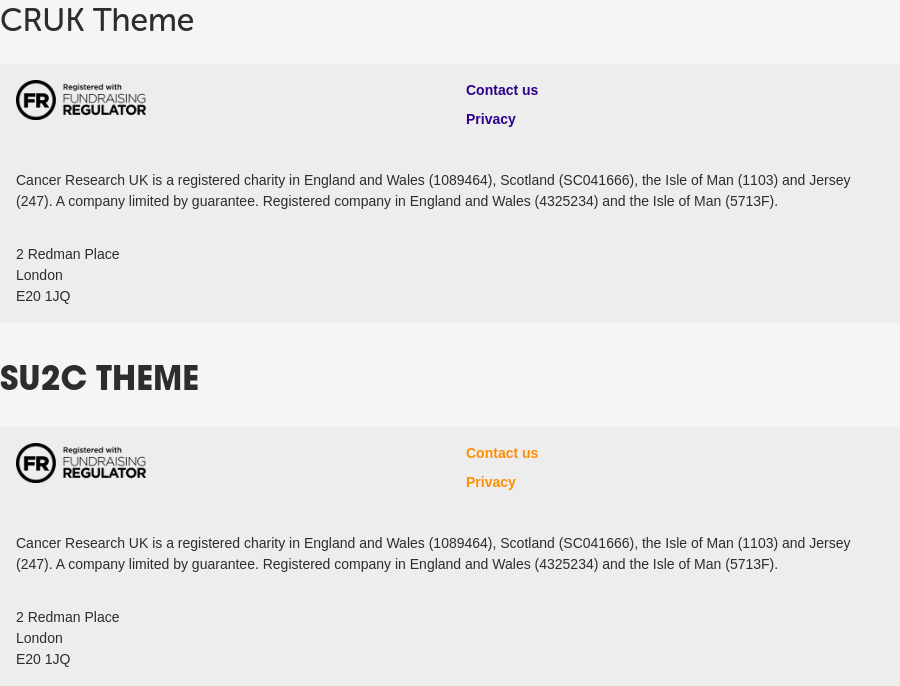 CRUK Theme
FR Registered with
FUNDRAISING
REGULATOR
Contact us
Privacy
Cancer Research UK is a registered charity in England and Wales (1089464), Scotland (SC041666), the Isle of Man (1103) and Jersey
(247). A company limited by guarantee. Registered company in England and Wales (4325234) and the Isle of Man (5713F).
2 Redman Place
London
E20 1JQ
SU2C THEME
FR Registered with
FUNDRAISING
REGULATOR
Contact us
Privacy
Cancer Research UK is a registered charity in England and Wales (1089464), Scotland (SC041666), the Isle of Man (1103) and Jersey
(247). A company limited by guarantee. Registered company in England and Wales (4325234) and the Isle of Man (5713F).
2 Redman Place
London
E20 1JQ